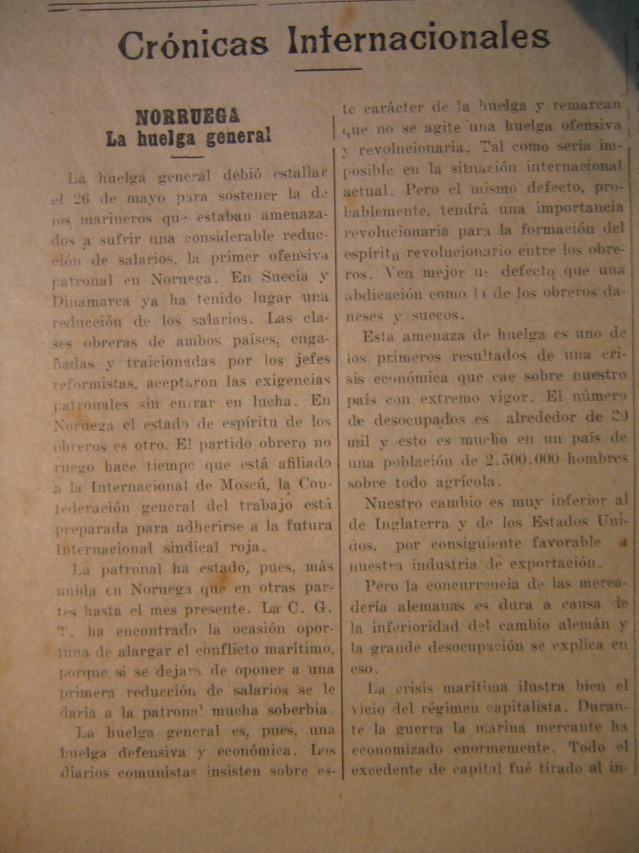 Crónicas Internacionales
NORRUEGA
La huelga general
La huelga general debió estallar
el 26 de mayo para sostener la de
los marineros que estaban amenaza-
dos a sufrir una considerable reduc-
ción de salarios, la primer ofensiva
patronal en Noruega. En Suecia y
Dinamarca ya ha tenido lugar una
reducción de los salarios. Las cla-
ses obreras de ambos países, enga-
ñadas y traicionadas por los jefes
reformistas, aceptaron las exigencias
patronales sin entrar en lucha. En
Noruega el estado de espíritu de los
obreros es otro. El partido obrero no
ruego hace tiempo que está afiliado
a la Internacional de Moscú, la Con-
federación general del trabajo está
preparada para adherirse a la futura
Internacional sindical roja.
La patronal ha estado, pues, más
unida en Noruega que en otras par-
tes hasta el mes presente. La C. G.
T. ha encontrado la ocasión opor-
tuna de alargar el conflicto marítimo,
porque si se dejara de oponer a una
primera reducción de salarios se le
daría a la patronal mucha soberbia.
La huelga general es, pues, una
huelga defensiva y económica. Los
diarios comunistas insisten sobre es-
te carácter de la huelga y remarcan
que no se agite una huelga ofensiva
y revolucionaria. Tal como sería im-
posible en la situación internacional
actual. Pero el mismo defecto, pro-
bablemente, tendrá una importancia
revolucionaria para la formación del
espíritu revolucionario entre los obre-
ros. Ven mejor un defecto que una
abdicación como la de los obreros da-
neses y suecos.
Esta amenaza de huelga es uno de
los primeros resultados de una cri-
sis económica que cae sobre nuestro
país con extremo vigor. El número
de desocupados es alrededor de 20
mil y esto es mucho en un país de
una población de 2.500.000 hombres
sobre todo agrícola.
Nuestro cambio es muy inferior al
de Inglaterra y de los Estados Uni-
dos, por consiguiente favorable a
nuestra industria de exportación.
Pero la concurrencia de las merca-
dería alemanas es dura a causa de
la inferioridad del cambio alemán y
la grande desocupación se explica en
eso.
La crisis marítima ilustra bien el
vicio del régimen capitalista. Duran-
te la guerra la marina mercante ha
economizado enormemente. Todo el
excedente de capital fué tirado al in-